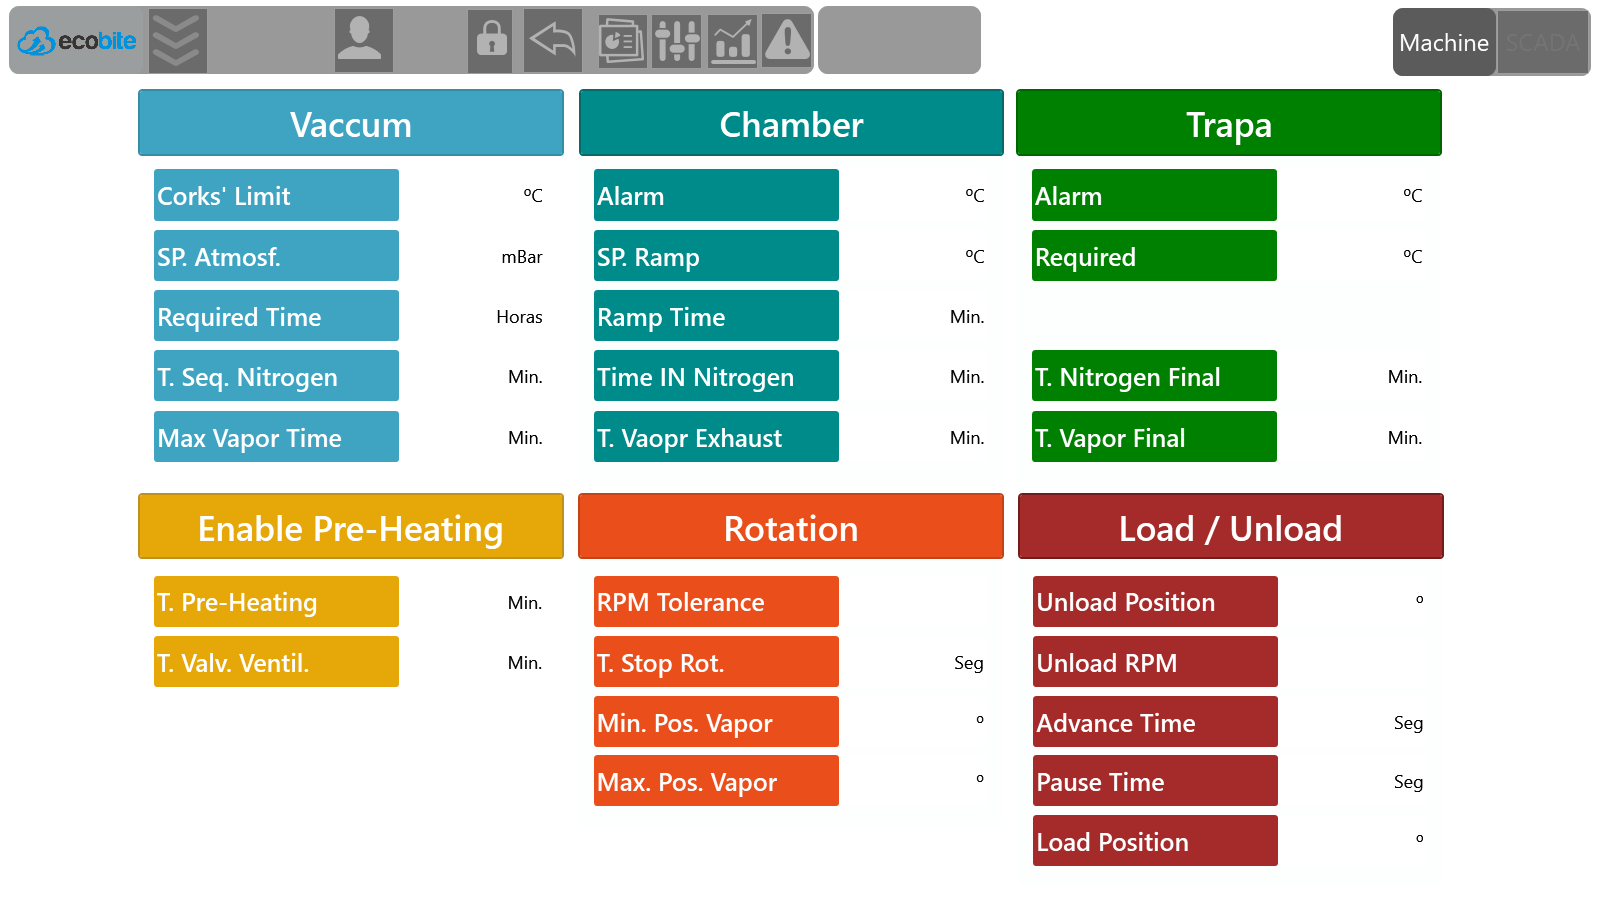 ecobite
Machine
SCADA
Vaccum
Chamber
Trapa
Corks' Limit
ºC
Alarm
ºC
Alarm
ºC
SP. Atmosf.
mBar
SP. Ramp
ºC
Required
ºC
Required Time
Horas
Ramp Time
Min.
T. Seq. Nitrogen
Min.
Time IN Nitrogen
Min.
T. Nitrogen Final
Min.
Max Vapor Time
Min.
T. Vaopr Exhaust
Min.
T. Vapor Final
Min.
Enable Pre-Heating
Rotation
Load / Unload
T. Pre-Heating
Min.
RPM Tolerance
Unload Position
º
T. Valv. Ventil.
Min.
T. Stop Rot.
Seg
Unload RPM
Min. Pos. Vapor
º
Advance Time
Seg
Max. Pos. Vapor
º
Pause Time
Seg
Load Position
º